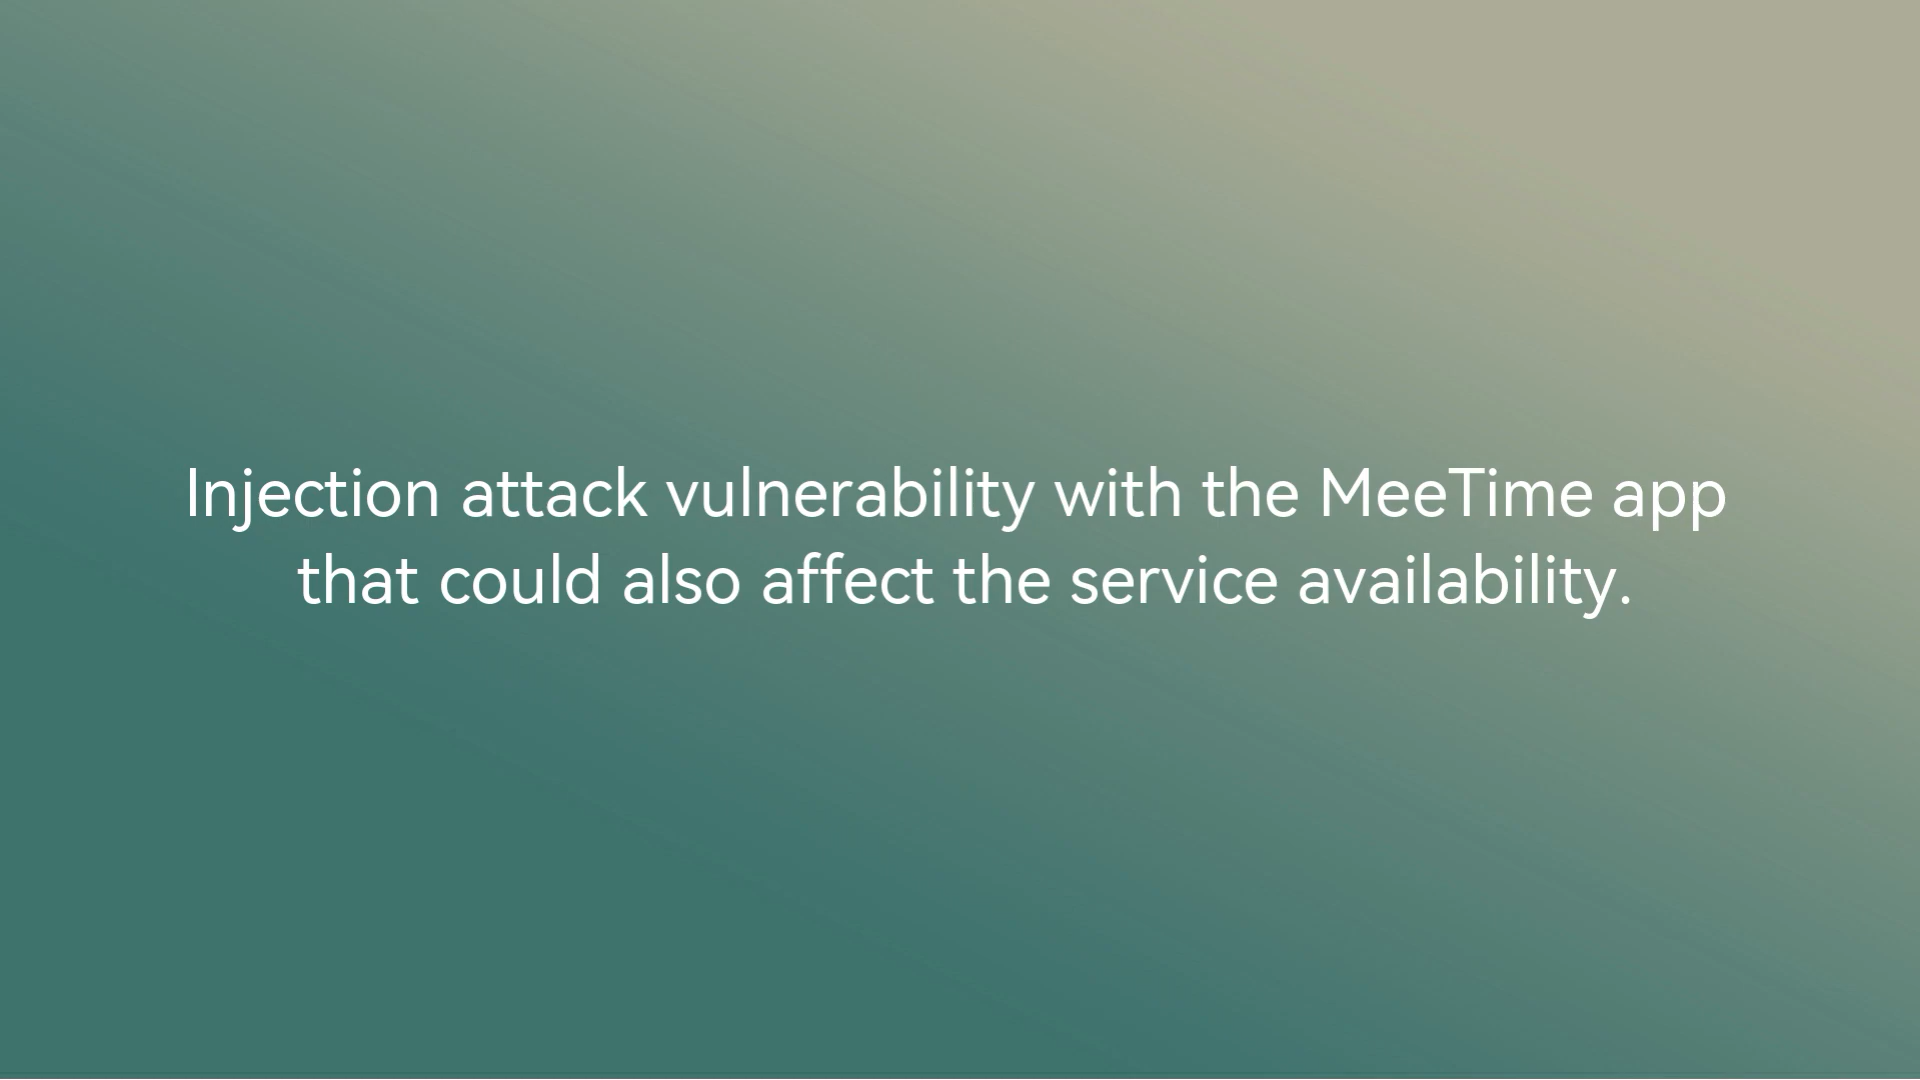 Injection attack vulnerability with the MeeTime app
that could also affect the service availability.